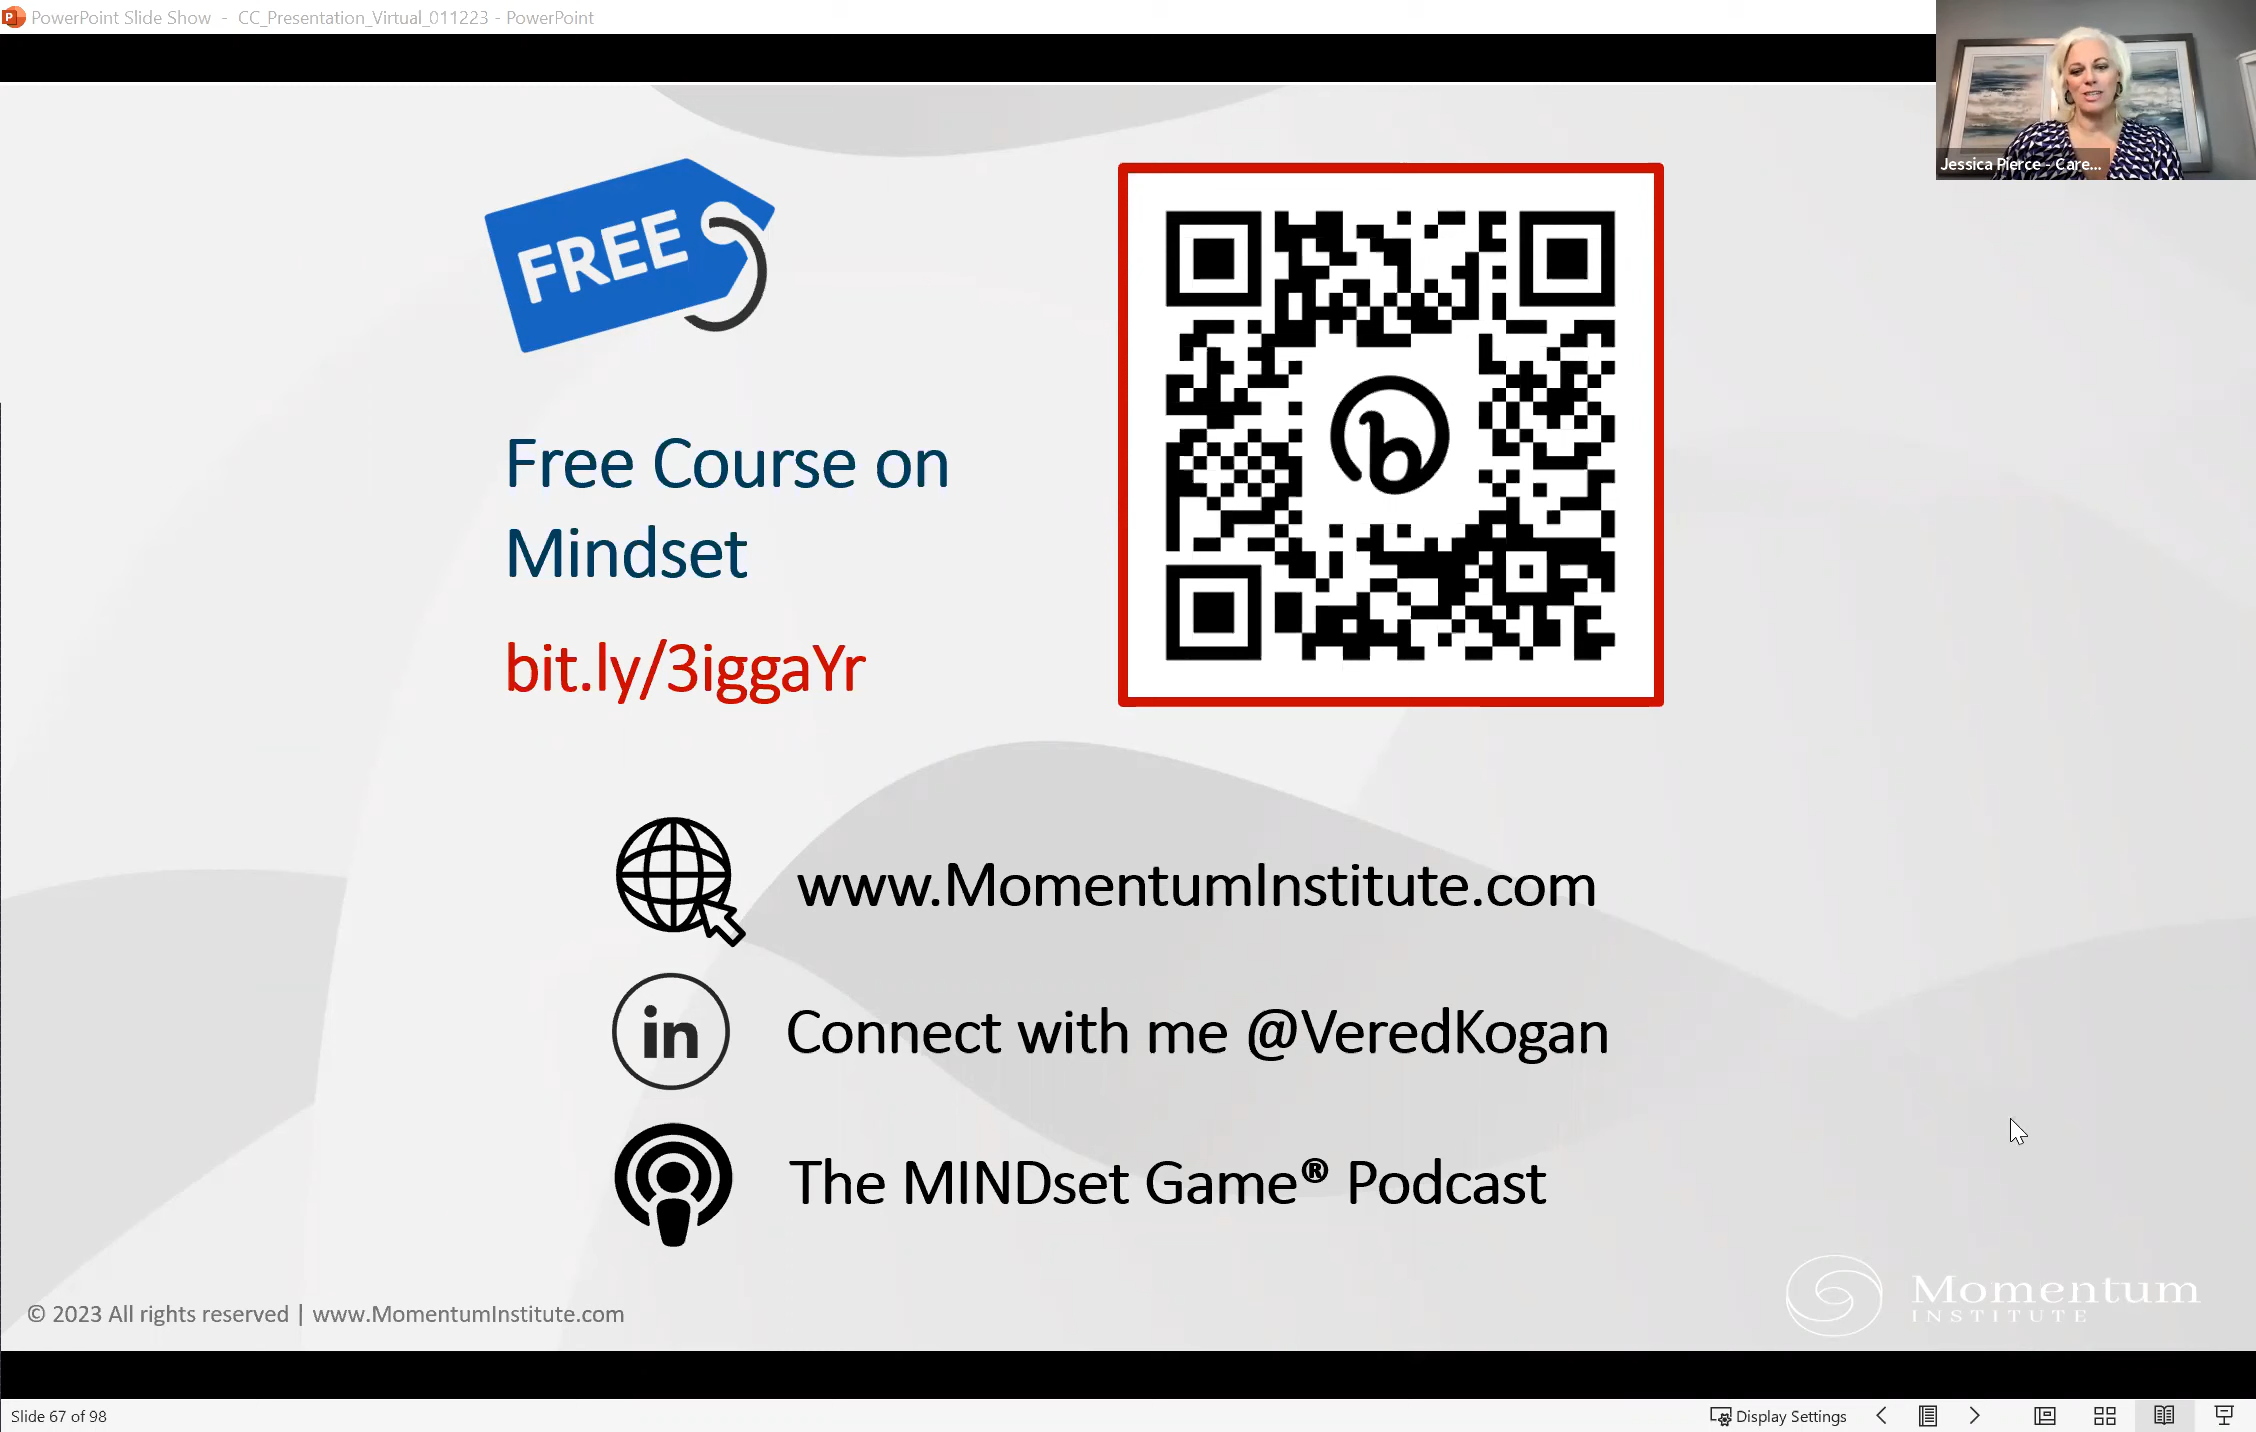 PowerPoint Slide Show - CC_Presentation_Virtual_011223 - PowerPoint
Jessica Pierce - Care...
FREE
Free Course on
Mindset
bit.ly/3iggaYr
b
www.MomentumInstitute.com
in
Connect with me @VeredKogan
The MINDset Game® Podcast
© 2023 All rights reserved | www.MomentumInstitute.com
Momentum
INSTITUTE
Slide 67 of 98
Display Settings